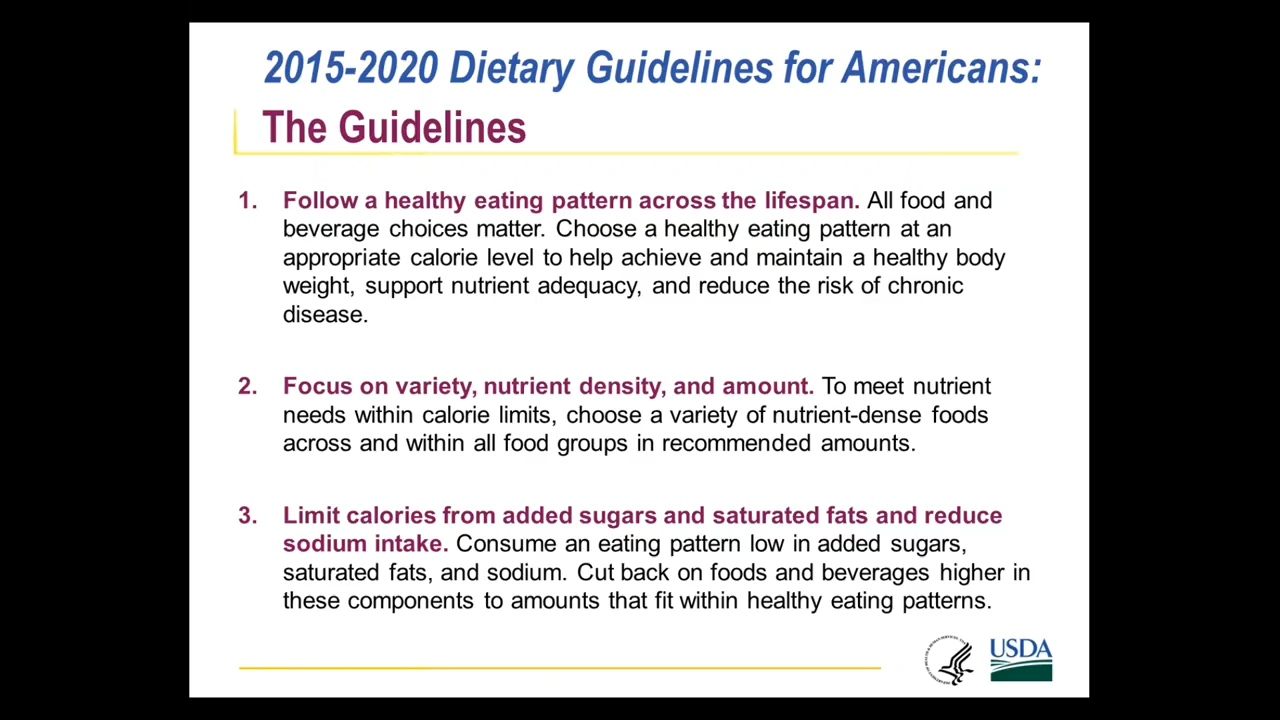 2015-2020 Dietary Guidelines for Americans:
The Guidelines
1. Follow a healthy eating pattern across the lifespan. All food and
beverage choices matter. Choose a healthy eating pattern at an
appropriate calorie level to help achieve and maintain a healthy body
weight, support nutrient adequacy, and reduce the risk of chronic
disease.
2. Focus on variety, nutrient density, and amount. To meet nutrient
needs within calorie limits, choose a variety of nutrient-dense foods
across and within all food groups in recommended amounts.
3. Limit calories from added sugars and saturated fats and reduce
sodium intake. Consume an eating pattern low in added sugars,
saturated fats, and sodium. Cut back on foods and beverages higher in
these components to amounts that fit within healthy eating patterns.
USDA